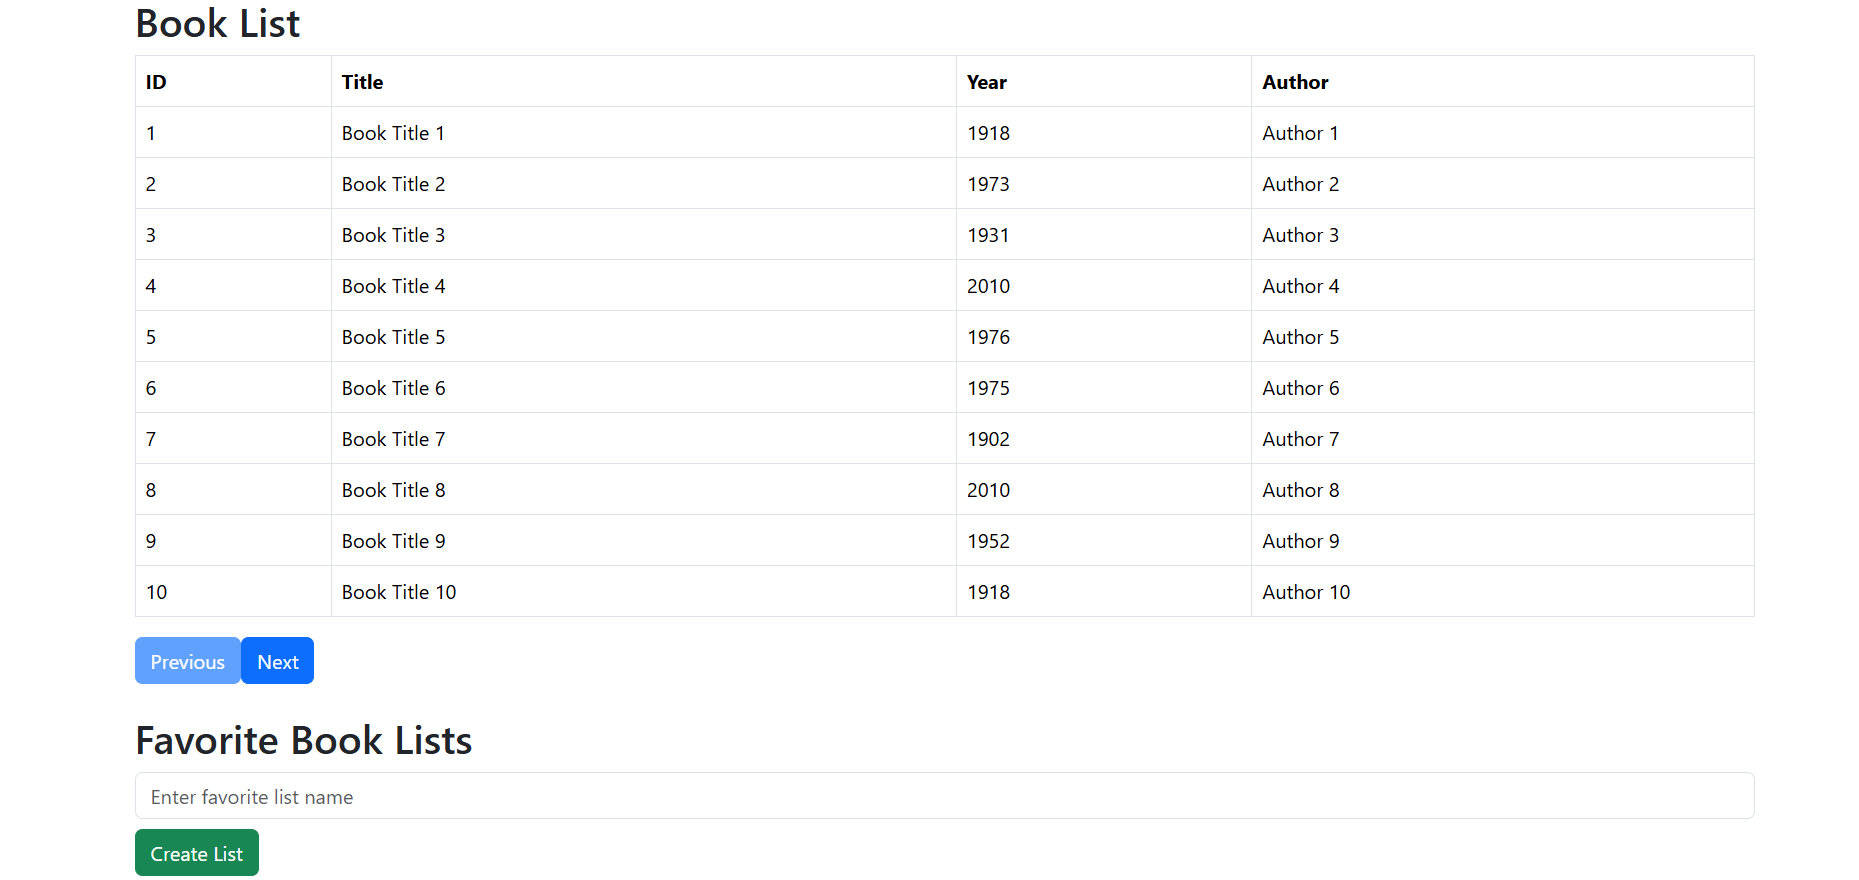 Book List
ID Title Year Author
1 Book Title 1 1918 Author 1
2 Book Title 2 1973 Author 2
3 Book Title 3 1931 Author 3
4 Book Title 4 2010 Author 4
5 Book Title 5 1976 Author 5
6 Book Title 6 1975 Author 6
7 Book Title 7 1902 Author 7
8 Book Title 8 2010 Author 8
9 Book Title 9 1952 Author 9
10 Book Title 10 1918 Author 10
Previous Next
Favorite Book Lists
Enter favorite list name
Create List